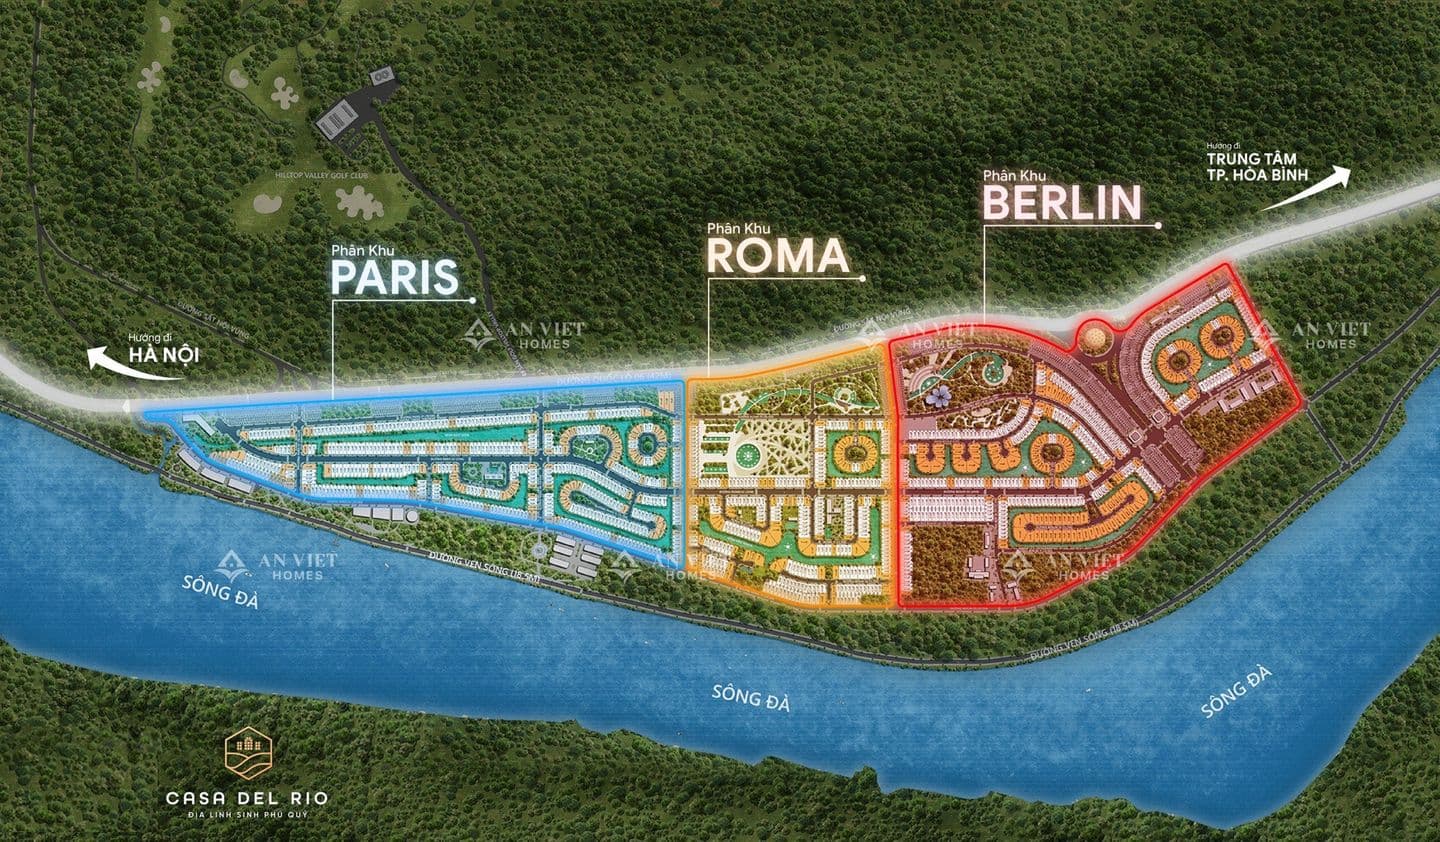 Hướng đi
TRUNG TÂM
TP. HÒA BÌNH
Phân Khu
BERLIN
Phân Khu
ROMA
Phân Khu
PARIS
HILLTOP VALLEY GOLF CLUB
Hướng đi
HÀ NỘI
AN VIET
HOMES
AN VIET
HOMES
AN VIET
HOMES
AN VIET
HOMES
AN VIET
HOMES
AN VIET
HOMES
ĐƯỜNG VEN SÔNG (18.5M)
ĐƯỜNG VEN SÔNG (18.5M)
SÔNG ĐÀ
SÔNG ĐÀ
SÔNG ĐÀ
CASA DEL RIO
ĐỊA LINH SINH PHÚ QUÝ